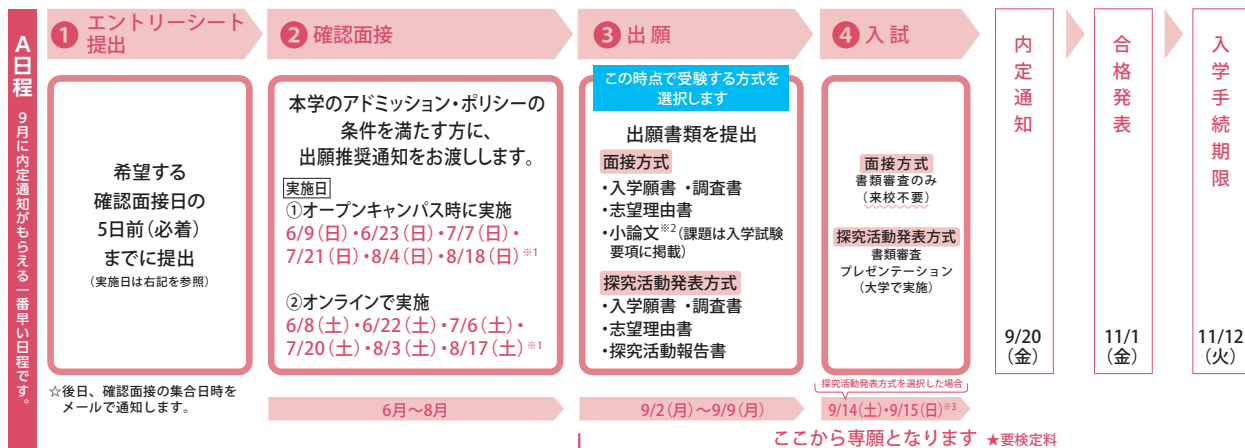 A日程
9月に内定通知がもらえる一番早い日程です。
❶ エントリーシート
提出
希望する
確認面接日の
5日前(必着)
までに提出
(実施日は右記を参照)
☆後日、確認面接の集合日時を
メールで通知します。
❷ 確認面接
本学のアドミッション・ポリシーの
条件を満たす方に、
出願推奨通知をお渡しします。
実施日
①オープンキャンパス時に実施
6/9(日)・6/23(日)・7/7(日)・
7/21(日)・8/4(日)・8/18(日)※1
②オンラインで実施
6/8(土)・6/22(土)・7/6(土)・
7/20(土)・8/3(土)・8/17(土)※1
6月〜8月
❸ 出願
この時点で受験する方式を
選択します
出願書類を提出
面接方式
・入学願書 ・調査書
・志望理由書
・小論文※2(課題は入学試験
要項に掲載)
探究活動発表方式
・入学願書 ・調査書
・志望理由書
・探究活動報告書
9/2(月)〜9/9(月)
❹ 入試
面接方式
書類審査のみ
(来校不要)
探究活動発表方式
書類審査
プレゼンテーション
(大学で実施)
探究活動発表方式を選択した場合
9/14(土)・9/15(日)※3
内定通知
9/20
(金)
合格発表
11/1
(金)
入学手続期限
11/12
(火)
ここから専願となります ★要検定料